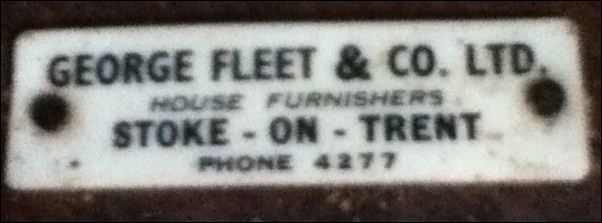 GEORGE FLEET & CO. LTD.
HOUSE FURNISHERS
STOKE - ON - TRENT
PHONE 4277